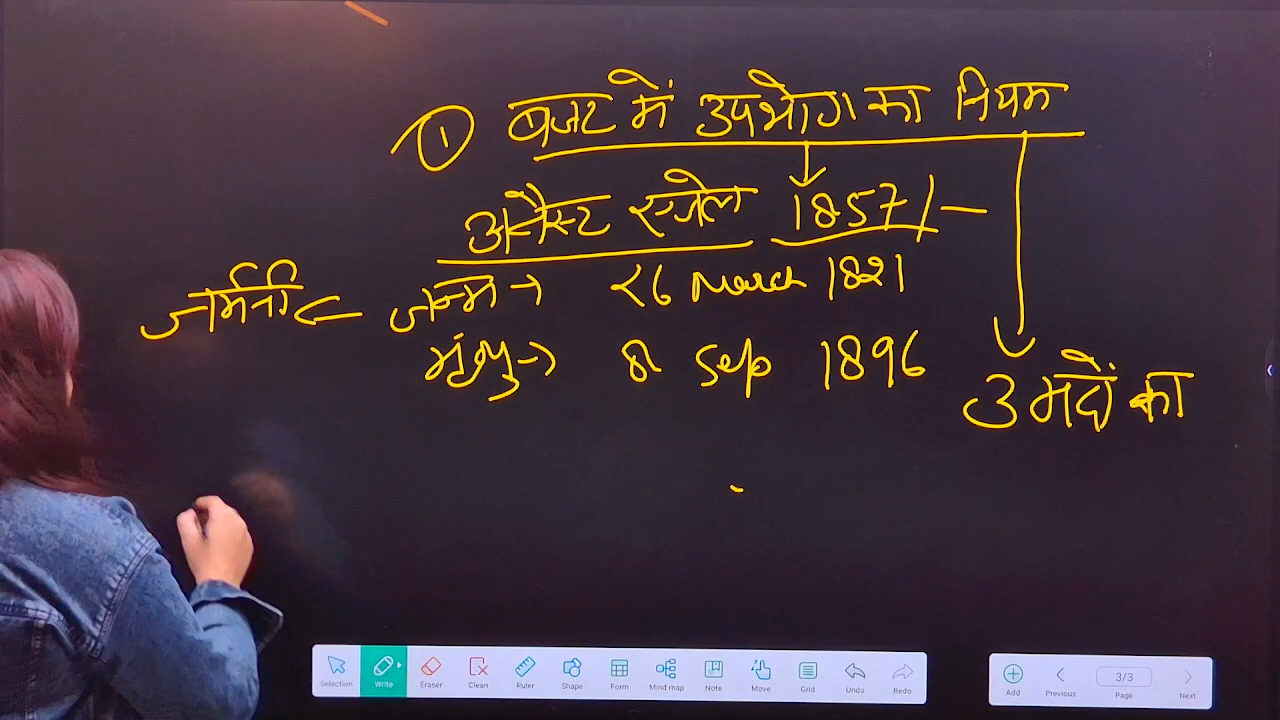 ① बजट में उपभोग का नियम
अर्नेस्ट एन्जेल 1857/-
जर्मनी ← जन्म → 26 March 1821
मृत्यु → 8 Sep 1896
3 मदों का
Selection Write Eraser Clean Ruler Shape Form Mind map Note Move Grid Undo Redo
Add Previous 3/3 Page Next